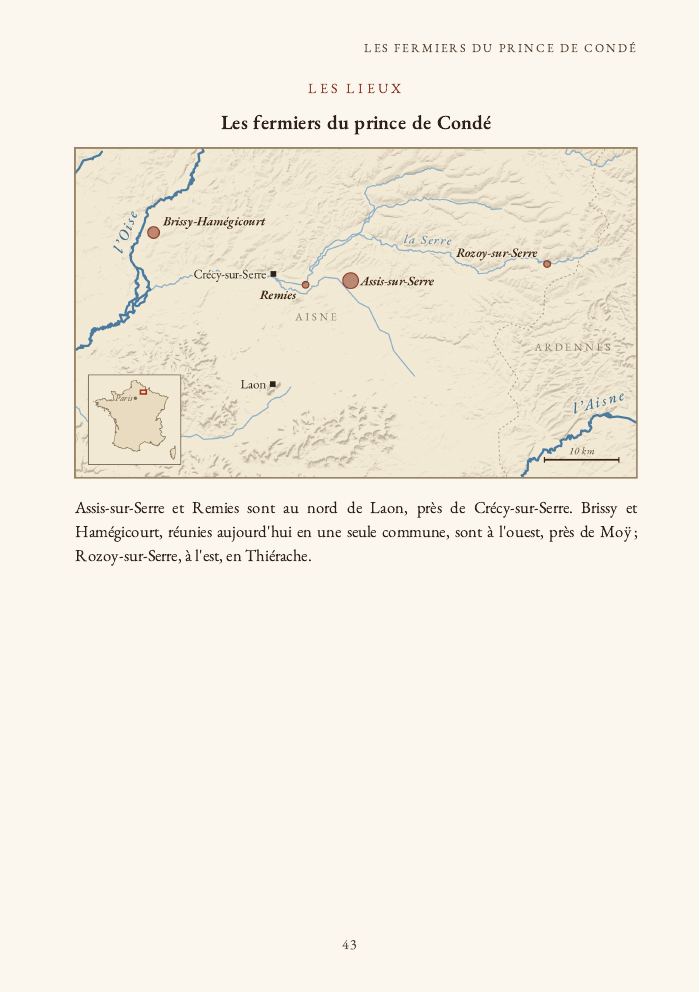 LES FERMIERS DU PRINCE DE CONDÉ
LES LIEUX
Les fermiers du prince de Condé
l'Oise
Brissy-Hamégicourt
la Serre
Rozoy-sur-Serre
Crécy-sur-Serre
Assis-sur-Serre
Remies
AISNE
ARDENNES
Laon
Paris
l'Aisne
10 km
Assis-sur-Serre et Remies sont au nord de Laon, près de Crécy-sur-Serre. Brissy et
Hamégicourt, réunies aujourd'hui en une seule commune, sont à l'ouest, près de Moÿ ;
Rozoy-sur-Serre, à l'est, en Thiérache.
43